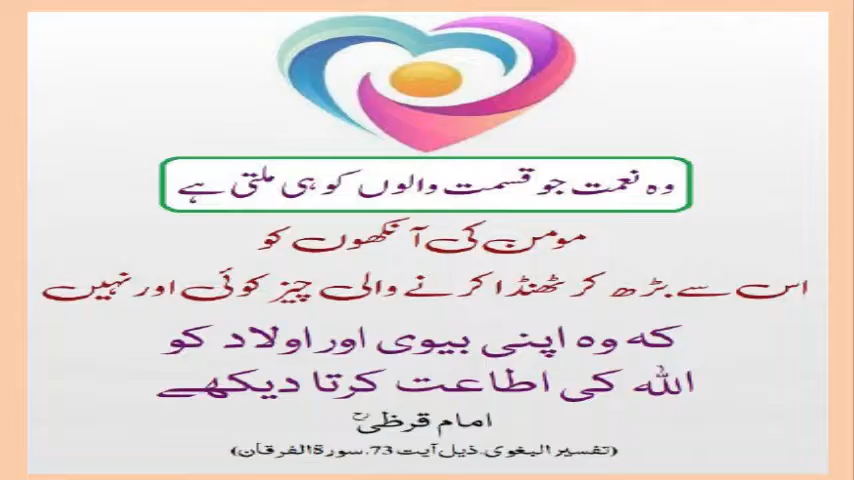 وہ نعمت جو قسمت والوں کو ہی ملتی ہے
مومن کی آنکھوں کو
اس سے بڑھ کر ٹھنڈا کرنے والی چیز کوئی اور نہیں
کہ وہ اپنی بیوی اور اولاد کو
اللہ کی اطاعت کرتا دیکھے
امام قرظیؒ
(تفسیر البغوی۔ذیل آیت 73۔سورۃ الفرقان)